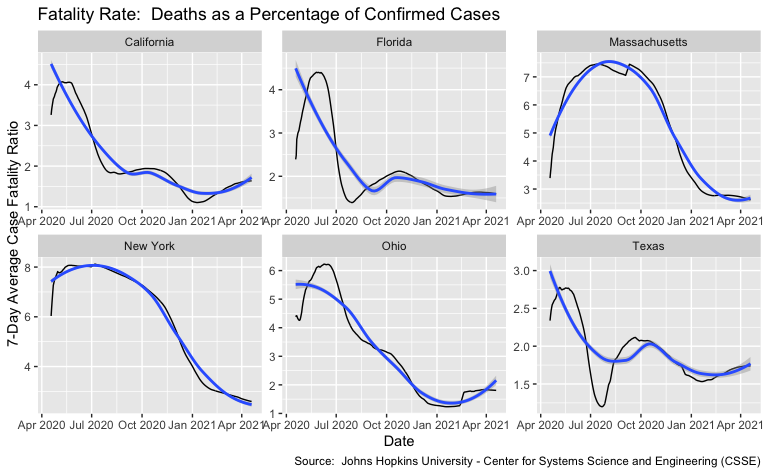 Fatality Rate:  Deaths as a Percentage of Confirmed Cases
7-Day Average Case Fatality Ratio
California
4
3
2
1
Apr 2020 Jul 2020 Oct 2020 Jan 2021 Apr 2021
Florida
4
3
2
Apr 2020 Jul 2020 Oct 2020 Jan 2021 Apr 2021
Massachusetts
7
6
5
4
3
Apr 2020 Jul 2020 Oct 2020 Jan 2021 Apr 2021
New York
8
6
4
Apr 2020 Jul 2020 Oct 2020 Jan 2021 Apr 2021
Ohio
6
5
4
3
2
1
Apr 2020 Jul 2020 Oct 2020 Jan 2021 Apr 2021
Texas
3.0
2.5
2.0
1.5
Apr 2020 Jul 2020 Oct 2020 Jan 2021 Apr 2021
Date
Source:  Johns Hopkins University - Center for Systems Science and Engineering (CSSE)